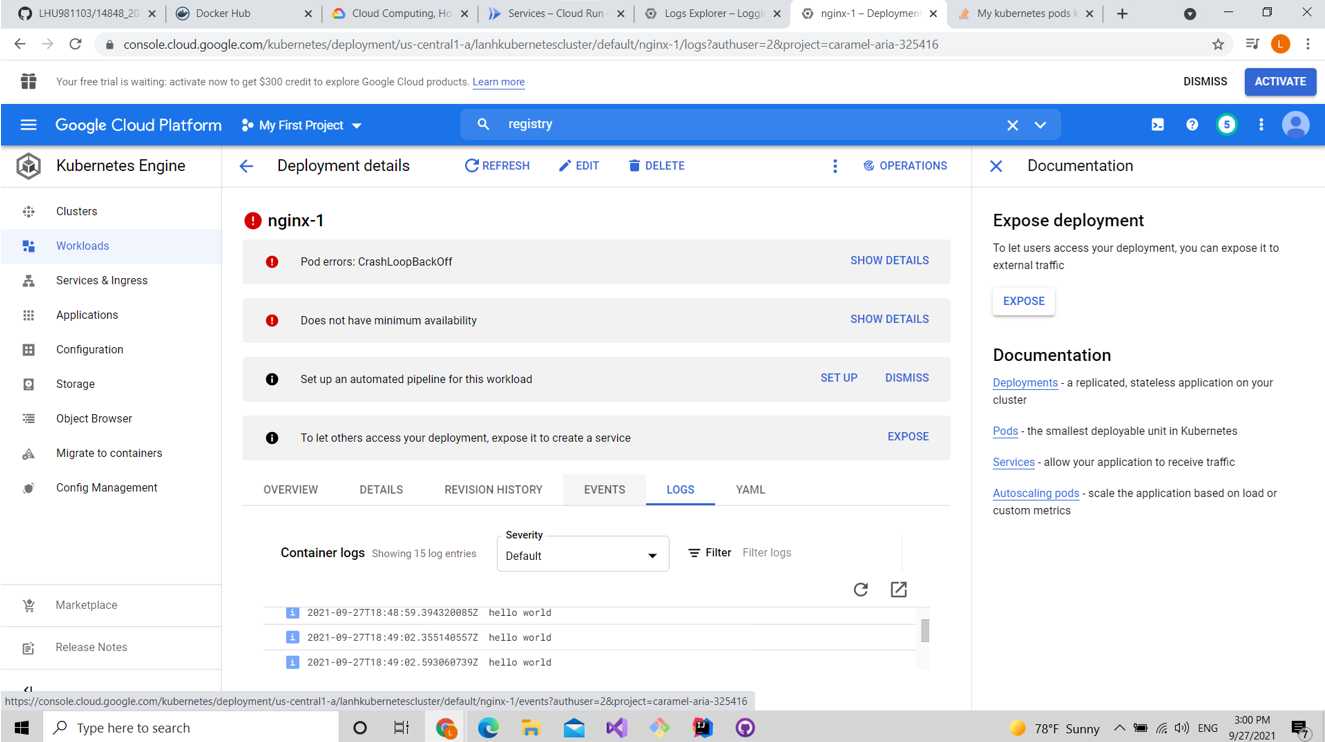 LHU981103/14848_20
Docker Hub
Cloud Computing, Ho
Services – Cloud Run -
Logs Explorer – Loggin
nginx-1 – Deployment
My kubernetes pods k
console.cloud.google.com/kubernetes/deployment/us-central1-a/lanhkubernetescluster/default/nginx-1/logs?authuser=2&project=caramel-aria-325416
L
Your free trial is waiting: activate now to get $300 credit to explore Google Cloud products. Learn more
DISMISS
ACTIVATE
Google Cloud Platform
My First Project
registry
5
Kubernetes Engine
Deployment details
REFRESH
EDIT
DELETE
OPERATIONS
Documentation
Clusters
Workloads
Services & Ingress
Applications
Configuration
Storage
Object Browser
Migrate to containers
Config Management
Marketplace
Release Notes
nginx-1
Pod errors: CrashLoopBackOff
SHOW DETAILS
Does not have minimum availability
SHOW DETAILS
Set up an automated pipeline for this workload
SET UP
DISMISS
To let others access your deployment, expose it to create a service
EXPOSE
OVERVIEW
DETAILS
REVISION HISTORY
EVENTS
LOGS
YAML
Container logs
Showing 15 log entries
Severity
Default
Filter
Filter logs
2021-09-27T18:48:59.394320085Z hello world
2021-09-27T18:49:02.355140557Z hello world
2021-09-27T18:49:02.593060739Z hello world
Expose deployment
To let users access your deployment, you can expose it to
external traffic
EXPOSE
Documentation
Deployments - a replicated, stateless application on your
cluster
Pods - the smallest deployable unit in Kubernetes
Services - allow your application to receive traffic
Autoscaling pods - scale the application based on load or
custom metrics
https://console.cloud.google.com/kubernetes/deployment/us-central1-a/lanhkubernetescluster/default/nginx-1/events?authuser=2&project=caramel-aria-325416
Type here to search
L
78°F Sunny
ENG
3:00 PM
9/27/2021
7